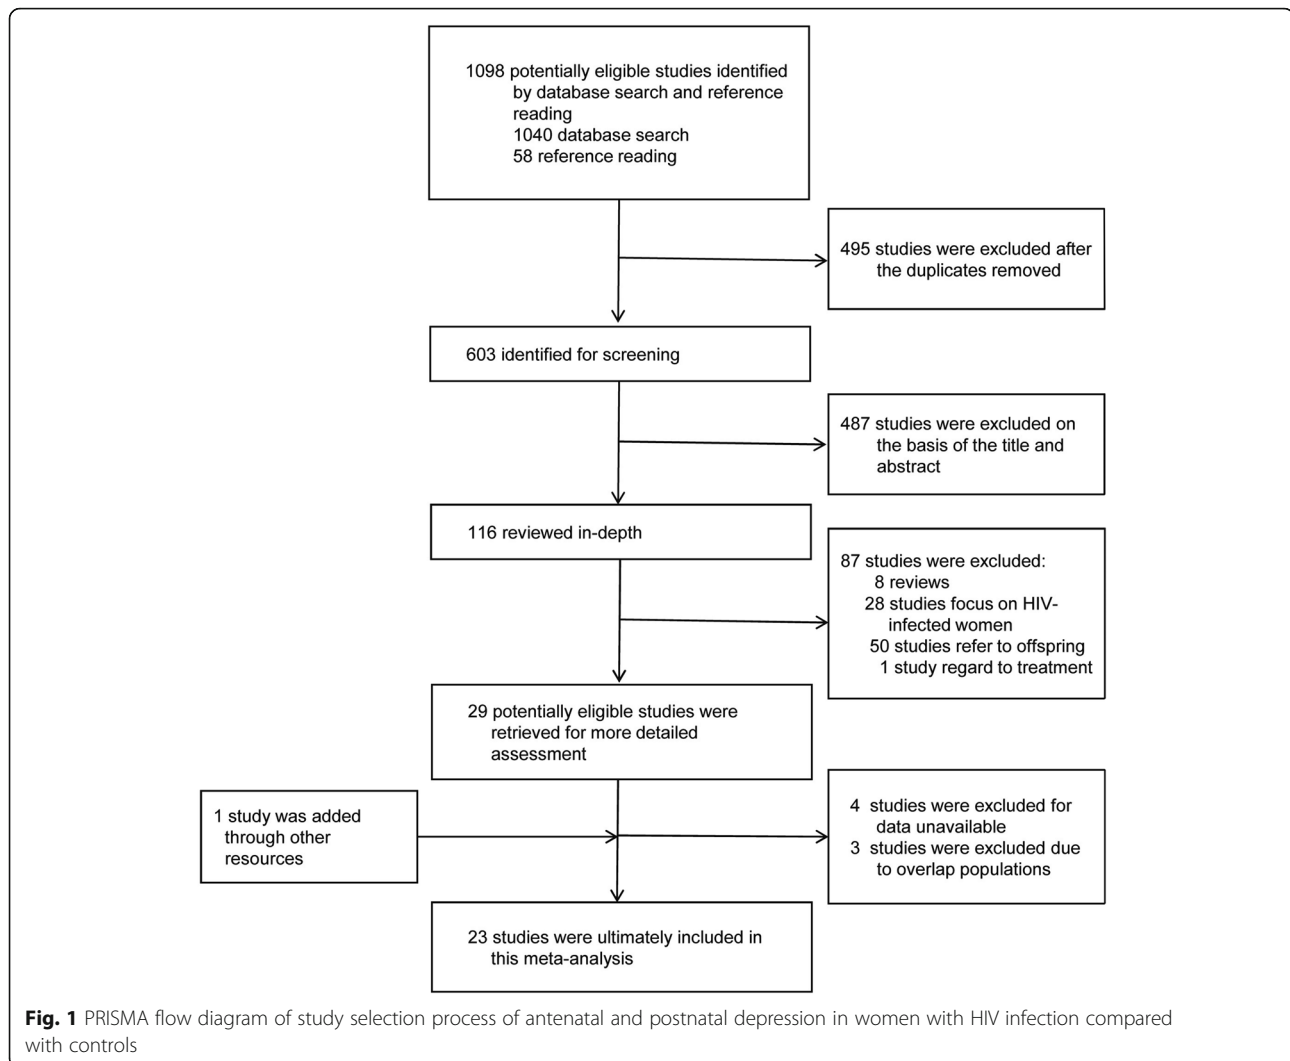 1098 potentially eligible studies identified
by database search and reference
reading
1040 database search
58 reference reading
495 studies were excluded after
the duplicates removed
603 identified for screening
487 studies were excluded on
the basis of the title and
abstract
116 reviewed in-depth
87 studies were excluded:
8 reviews
28 studies focus on HIV-
infected women
50 studies refer to offspring
1 study regard to treatment
29 potentially eligible studies were
retrieved for more detailed
assessment
1 study was added
through other
resources
4 studies were excluded for
data unavailable
3 studies were excluded due
to overlap populations
23 studies were ultimately included in
this meta-analysis
Fig. 1 PRISMA flow diagram of study selection process of antenatal and postnatal depression in women with HIV infection compared
with controls